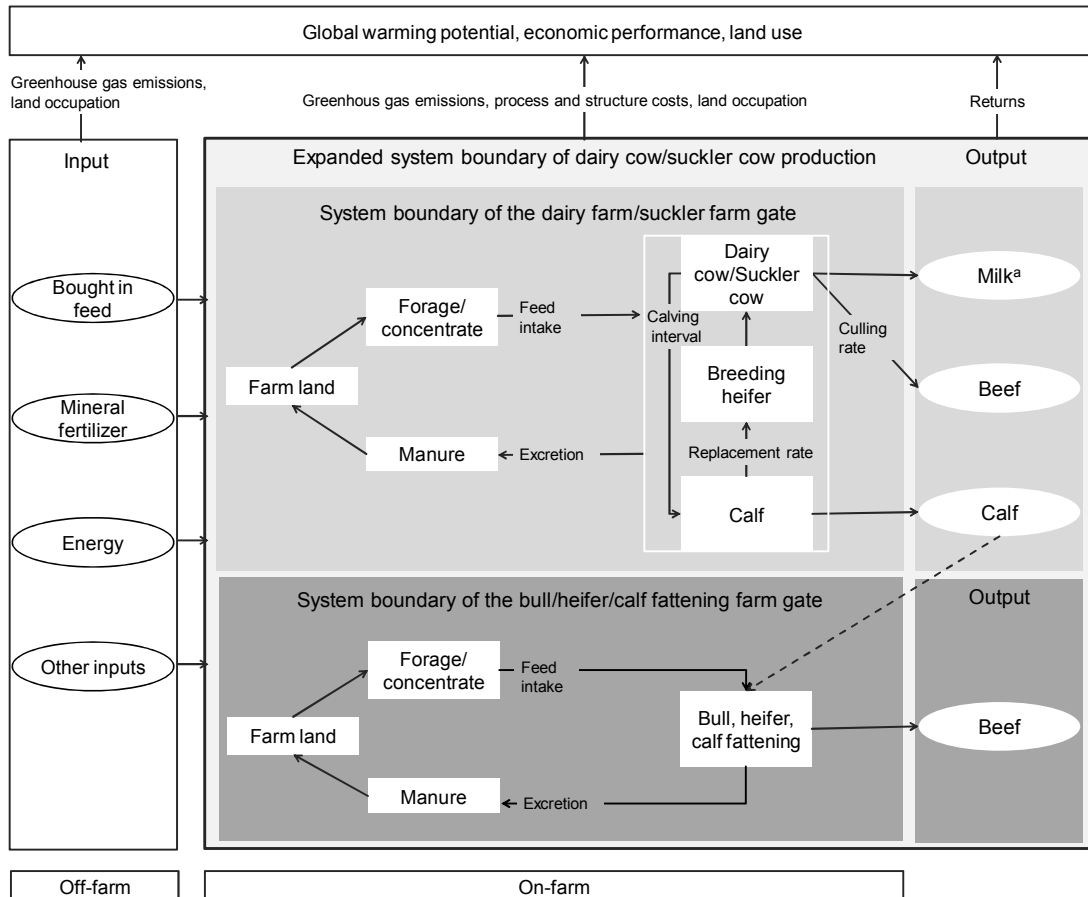 Global warming potential, economic performance, land use
Greenhouse gas emissions,
land occupation
Greenhous gas emissions, process and structure costs, land occupation
Returns
Input
Expanded system boundary of dairy cow/suckler cow production
Output
System boundary of the dairy farm/suckler farm gate
Bought in
feed
Mineral
fertilizer
Energy
Other inputs
Forage/
concentrate
Feed
intake
Farm land
Manure
Excretion
Dairy
cow/Suckler
cow
Calving
interval
Breeding
heifer
Replacement rate
Calf
Culling
rate
Milkᵃ
Beef
Calf
System boundary of the bull/heifer/calf fattening farm gate
Output
Forage/
concentrate
Feed
intake
Farm land
Manure
Excretion
Bull, heifer,
calf fattening
Beef
Off-farm
On-farm